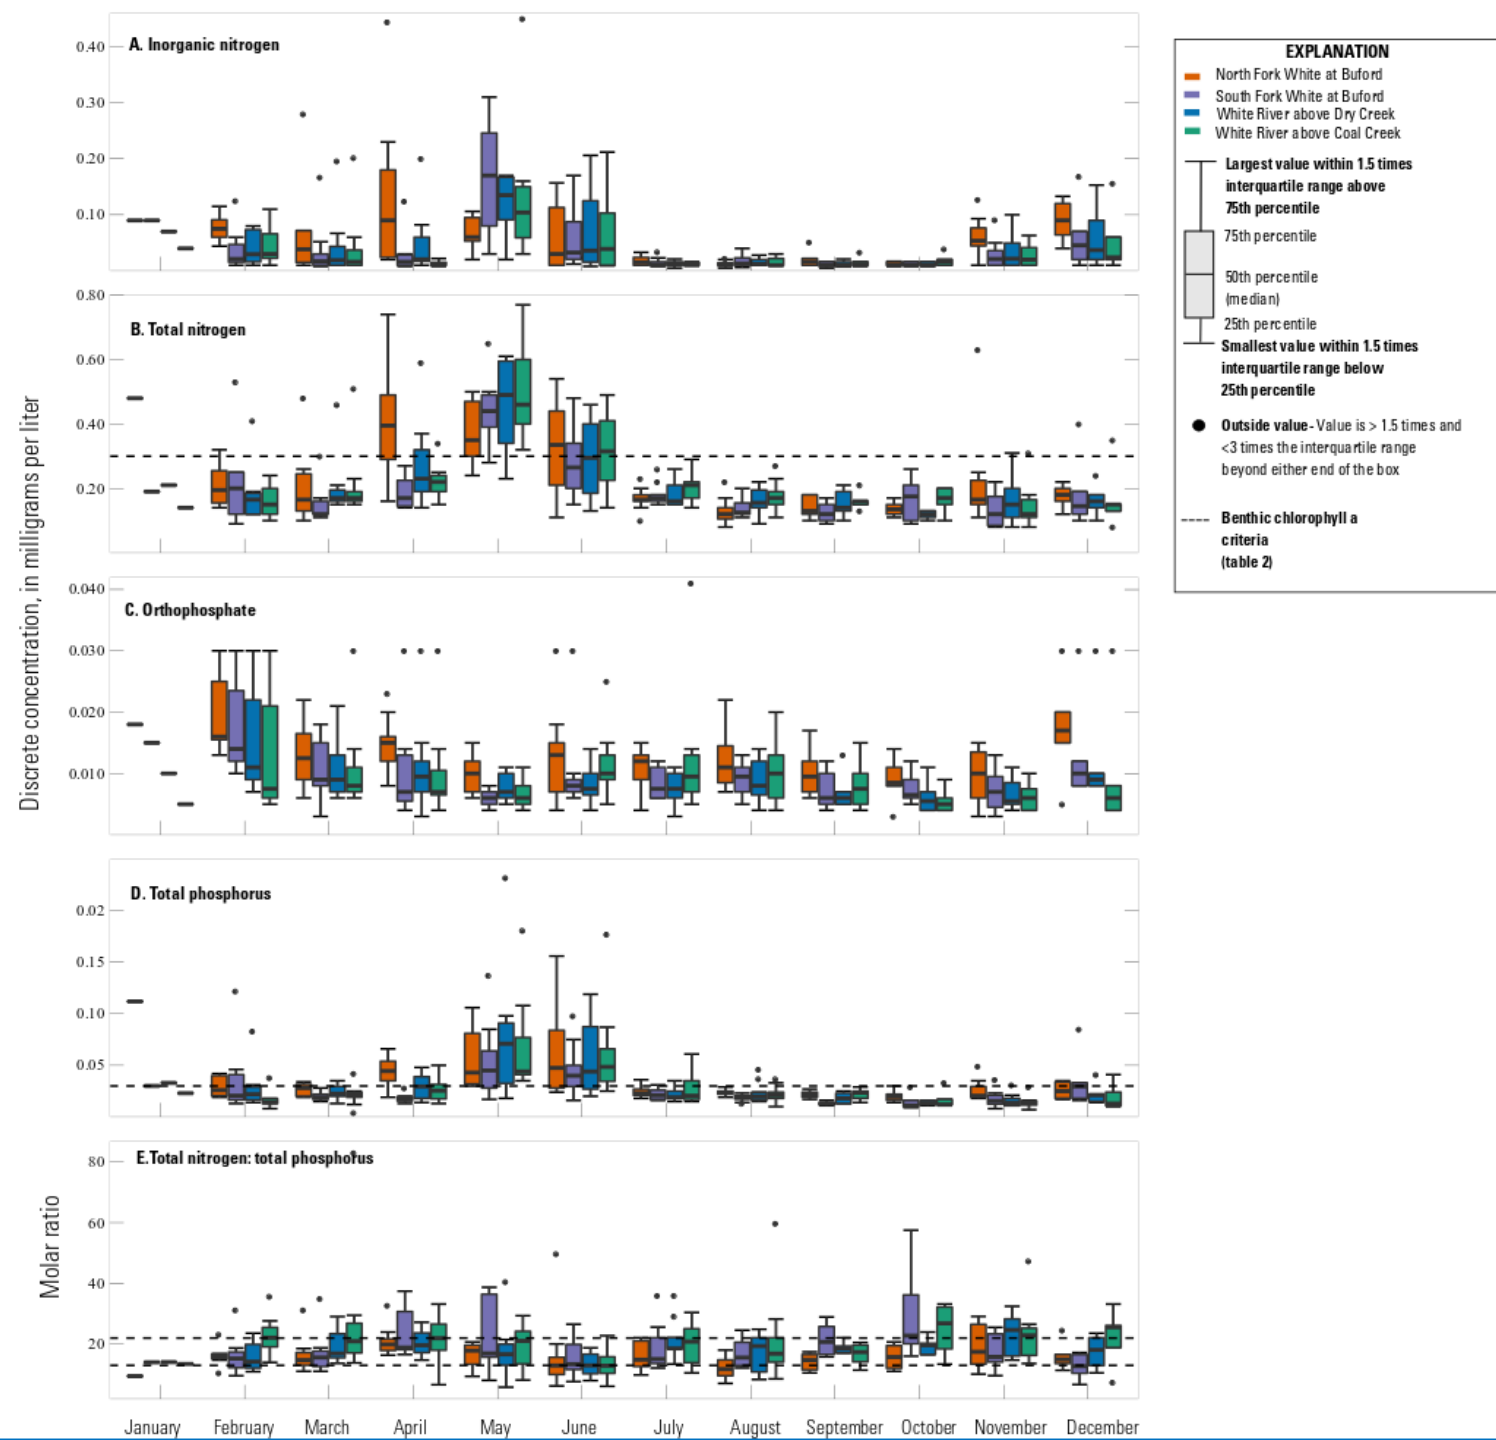 A. Inorganic nitrogen
0.40
0.30
0.20
0.10
B. Total nitrogen
0.80
0.60
0.40
0.20
C. Orthophosphate
0.040
0.030
0.020
0.010
D. Total phosphorus
0.02
0.15
0.10
0.05
E.Total nitrogen: total phosphorus
80
60
40
20
Discrete concentration, in milligrams per liter
Molar ratio
January
February
March
April
May
June
July
August
September
October
November
December
EXPLANATION
North Fork White at Buford
South Fork White at Buford
White River above Dry Creek
White River above Coal Creek
Largest value within 1.5 times
interquartile range above
75th percentile
75th percentile
50th percentile
(median)
25th percentile
Smallest value within 1.5 times
interquartile range below
25th percentile
Outside value- Value is > 1.5 times and
<3 times the interquartile range
beyond either end of the box
Benthic chlorophyll a
criteria
(table 2)